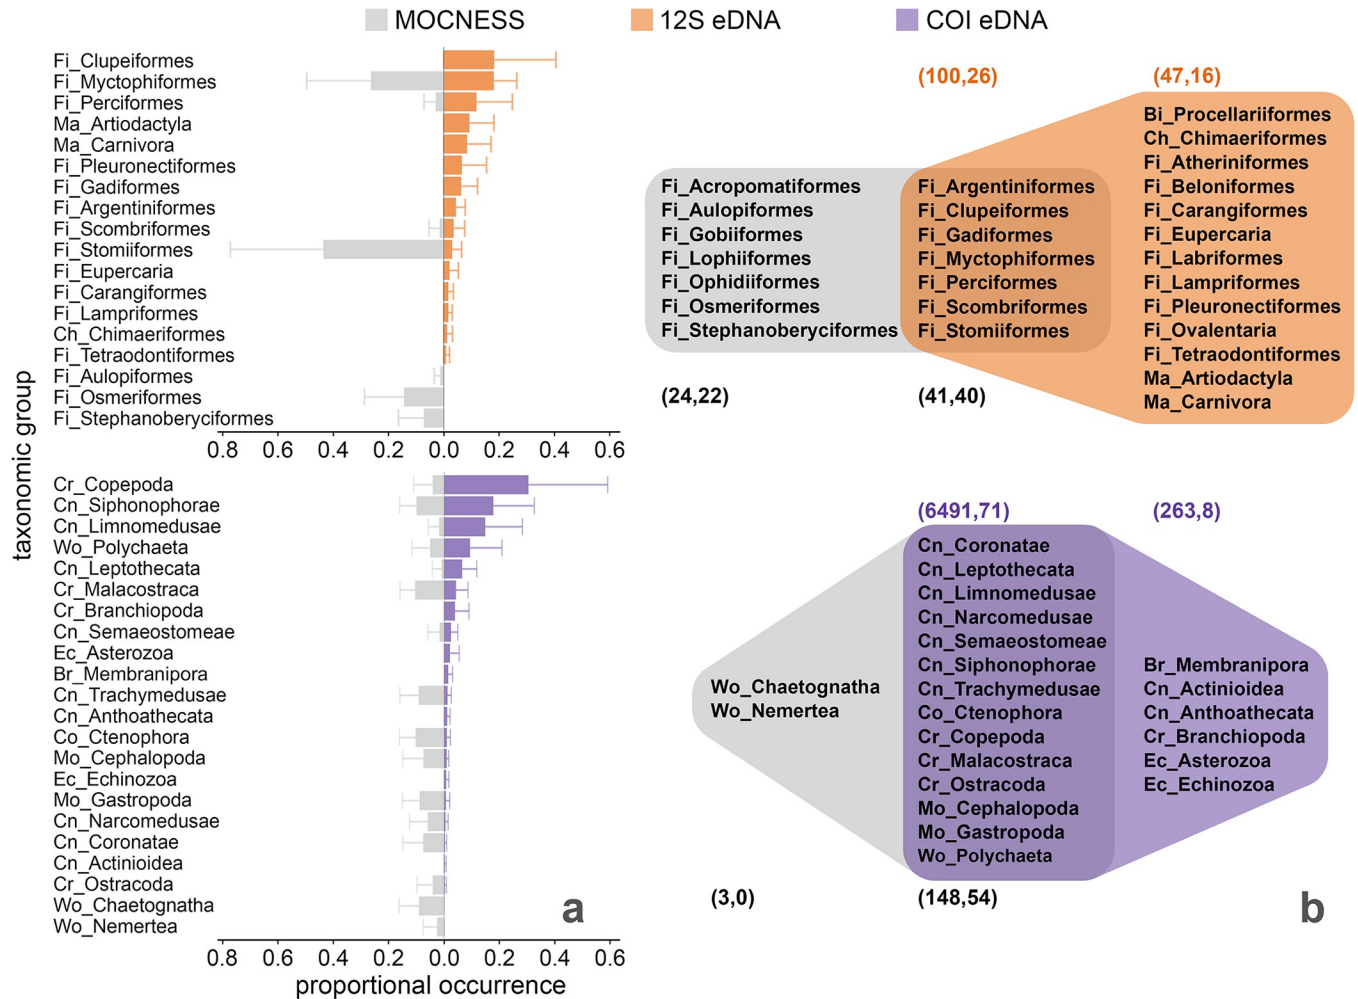 MOCNESS
12S eDNA
COI eDNA
taxonomic group
Fi_Clupeiformes
Fi_Myctophiformes
Fi_Perciformes
Ma_Artiodactyla
Ma_Carnivora
Fi_Pleuronectiformes
Fi_Gadiformes
Fi_Argentiniformes
Fi_Scombriformes
Fi_Stomiiformes
Fi_Eupercaria
Fi_Carangiformes
Fi_Lampriformes
Ch_Chimaeriformes
Fi_Tetraodontiformes
Fi_Aulopiformes
Fi_Osmeriformes
Fi_Stephanoberyciformes
0.8 0.6 0.4 0.2 0.0 0.2 0.4 0.6
Cr_Copepoda
Cn_Siphonophorae
Cn_Limnomedusae
Wo_Polychaeta
Cn_Leptothecata
Cr_Malacostraca
Cr_Branchiopoda
Cn_Semaeostomeae
Ec_Asterozoa
Br_Membranipora
Cn_Trachymedusae
Cn_Anthoathecata
Co_Ctenophora
Mo_Cephalopoda
Ec_Echinozoa
Mo_Gastropoda
Cn_Narcomedusae
Cn_Coronatae
Cn_Actinioidea
Cr_Ostracoda
Wo_Chaetognatha
Wo_Nemertea
0.8 0.6 0.4 0.2 0.0 0.2 0.4 0.6
proportional occurrence
a
(100,26)
(47,16)
Fi_Acropomatiformes
Fi_Aulopiformes
Fi_Gobiiformes
Fi_Lophiiformes
Fi_Ophidiiformes
Fi_Osmeriformes
Fi_Stephanoberyciformes
Fi_Argentiniformes
Fi_Clupeiformes
Fi_Gadiformes
Fi_Myctophiformes
Fi_Perciformes
Fi_Scombriformes
Fi_Stomiiformes
Bi_Procellariiformes
Ch_Chimaeriformes
Fi_Atheriniformes
Fi_Beloniformes
Fi_Carangiformes
Fi_Eupercaria
Fi_Labriformes
Fi_Lampriformes
Fi_Pleuronectiformes
Fi_Ovalentaria
Fi_Tetraodontiformes
Ma_Artiodactyla
Ma_Carnivora
(24,22)
(41,40)
(6491,71)
(263,8)
Wo_Chaetognatha
Wo_Nemertea
Cn_Coronatae
Cn_Leptothecata
Cn_Limnomedusae
Cn_Narcomedusae
Cn_Semaeostomeae
Cn_Siphonophorae
Cn_Trachymedusae
Co_Ctenophora
Cr_Copepoda
Cr_Malacostraca
Cr_Ostracoda
Mo_Cephalopoda
Mo_Gastropoda
Wo_Polychaeta
Br_Membranipora
Cn_Actinioidea
Cn_Anthoathecata
Cr_Branchiopoda
Ec_Asterozoa
Ec_Echinozoa
(3,0)
(148,54)
b